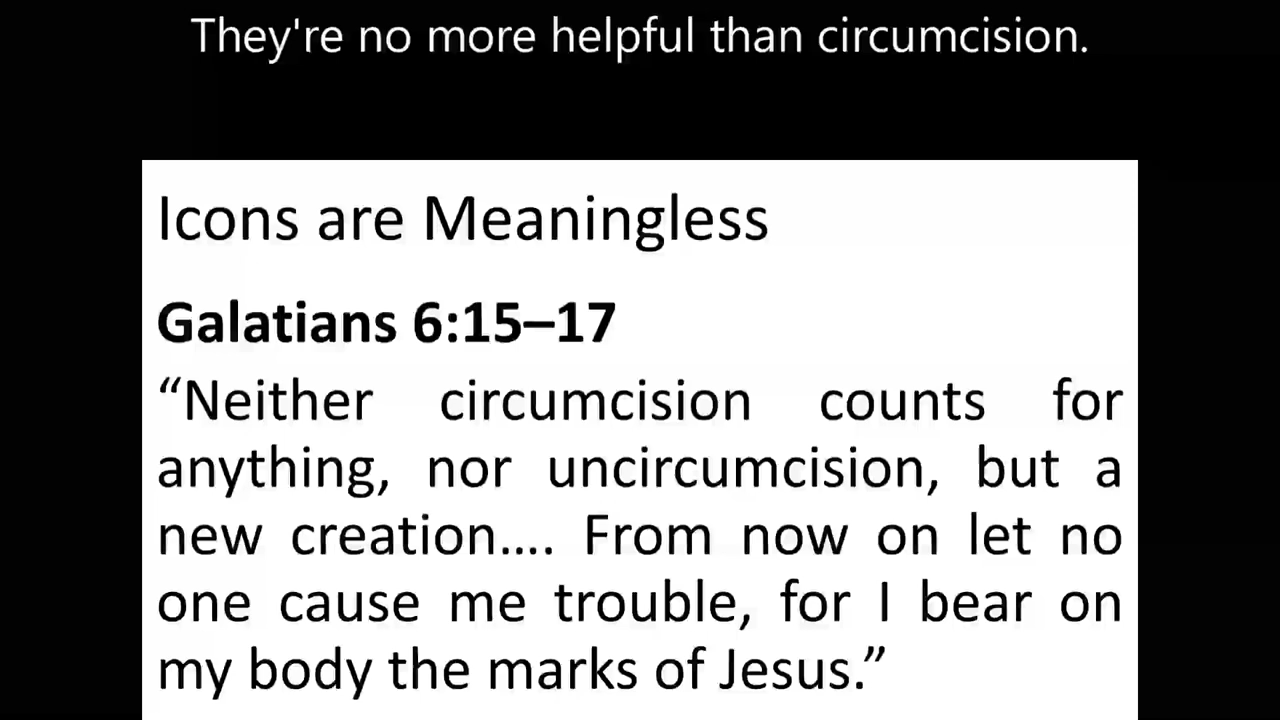 They're no more helpful than circumcision.
Icons are Meaningless
Galatians 6:15–17
“Neither circumcision counts for
anything, nor uncircumcision, but a
new creation…. From now on let no
one cause me trouble, for I bear on
my body the marks of Jesus.”